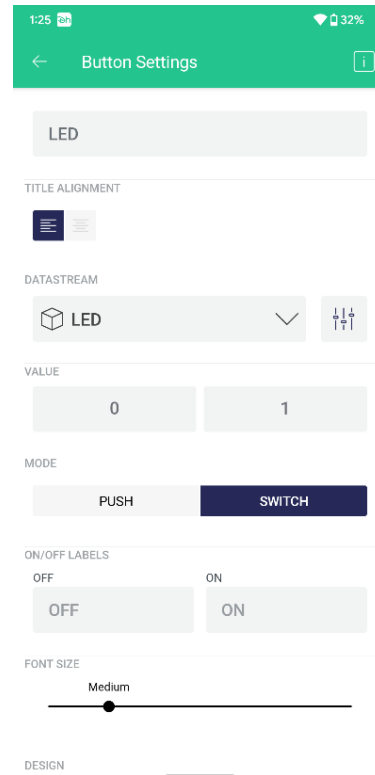 1:25 eh 32%
Button Settings
LED
TITLE ALIGNMENT
DATASTREAM
LED
VALUE
0 1
MODE
PUSH SWITCH
ON/OFF LABELS
OFF ON
OFF ON
FONT SIZE
Medium
DESIGN